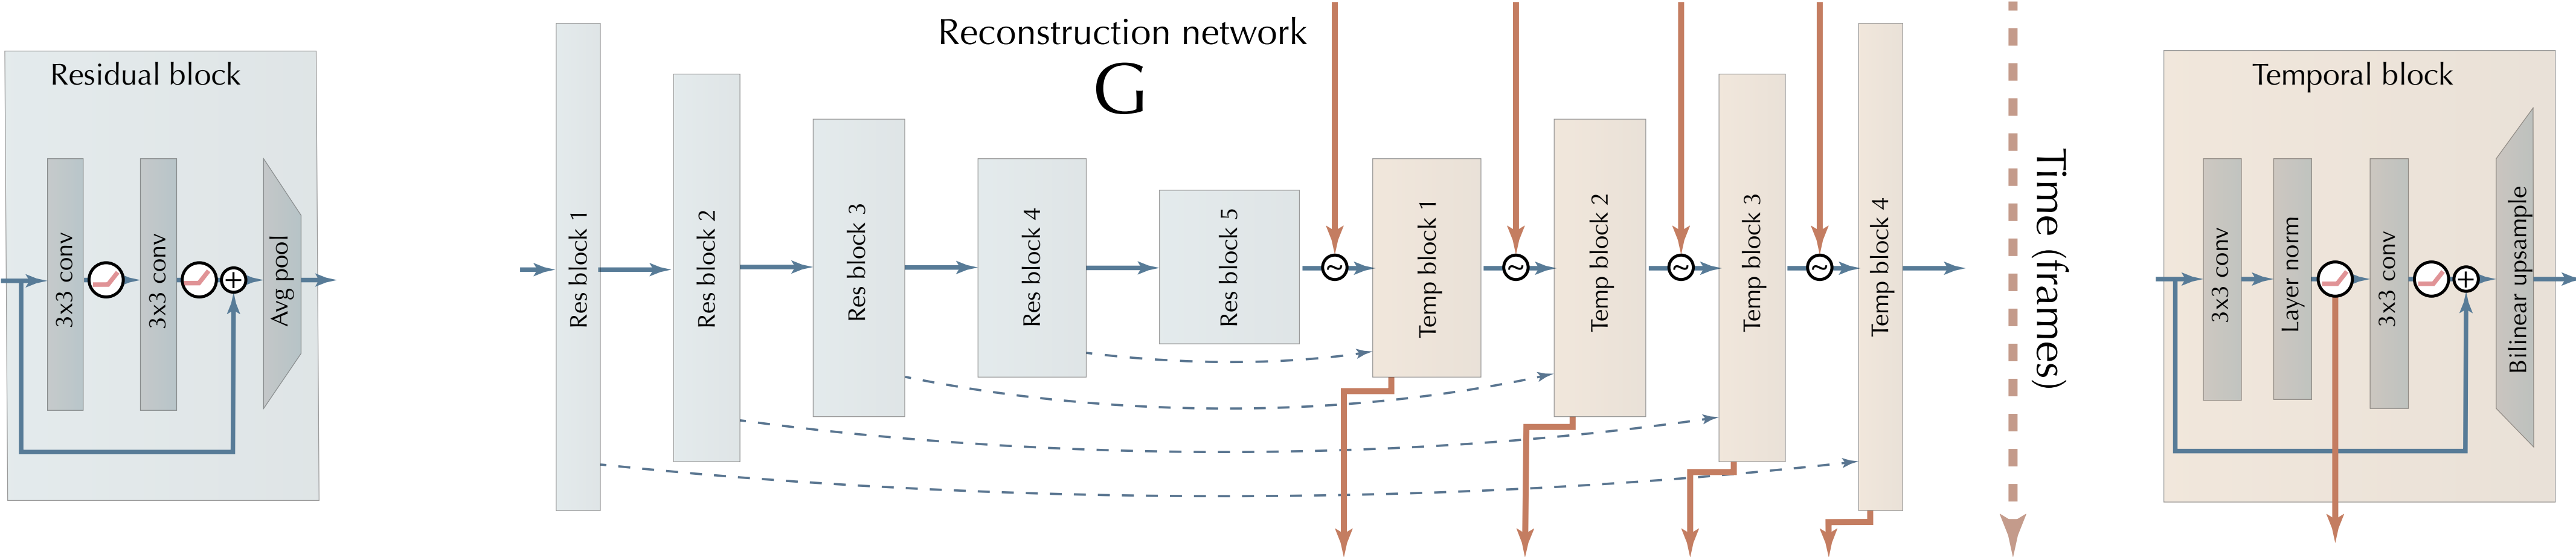 Residual block
3x3 conv
3x3 conv
+
Avg pool
Reconstruction network
G
Res block 1
Res block 2
Res block 3
Res block 4
Res block 5
~
Temp block 1
~
Temp block 2
~
Temp block 3
~
Temp block 4
Time (frames)
Temporal block
3x3 conv
Layer norm
3x3 conv
+
Bilinear upsample